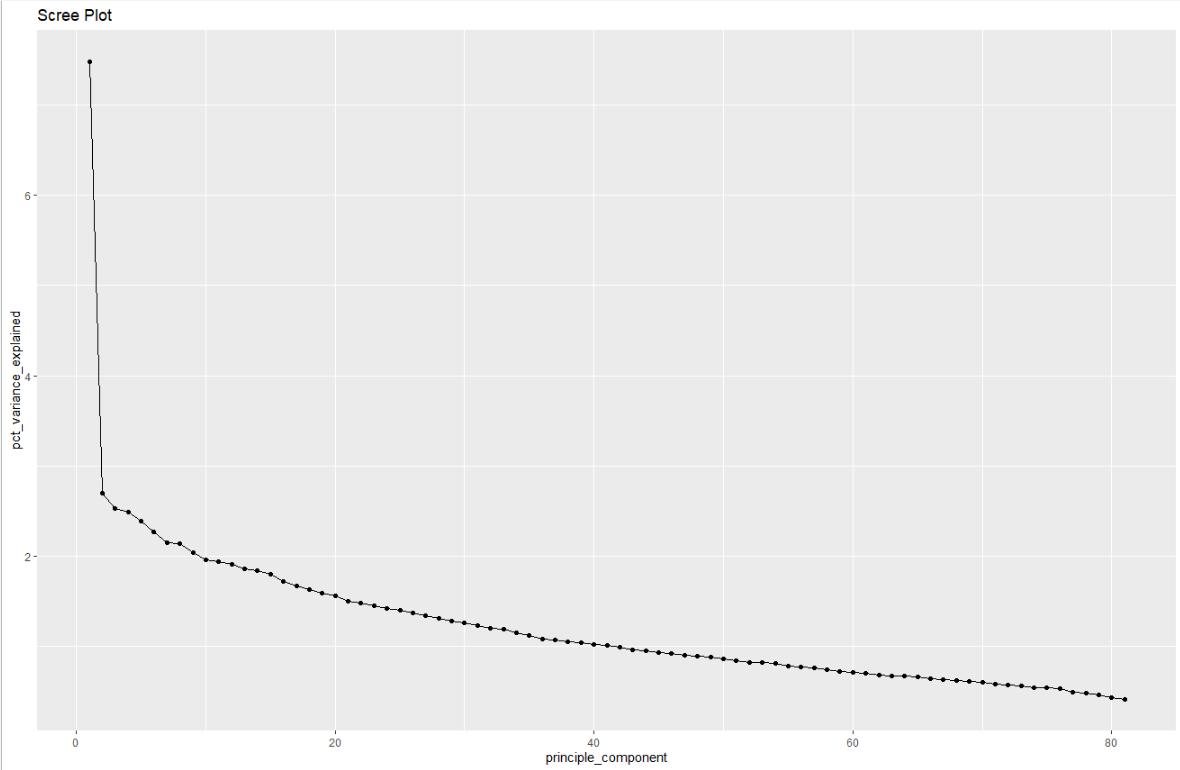 Scree Plot
6
4
2
pct_variance_explained
0 20 40 60 80
principle_component